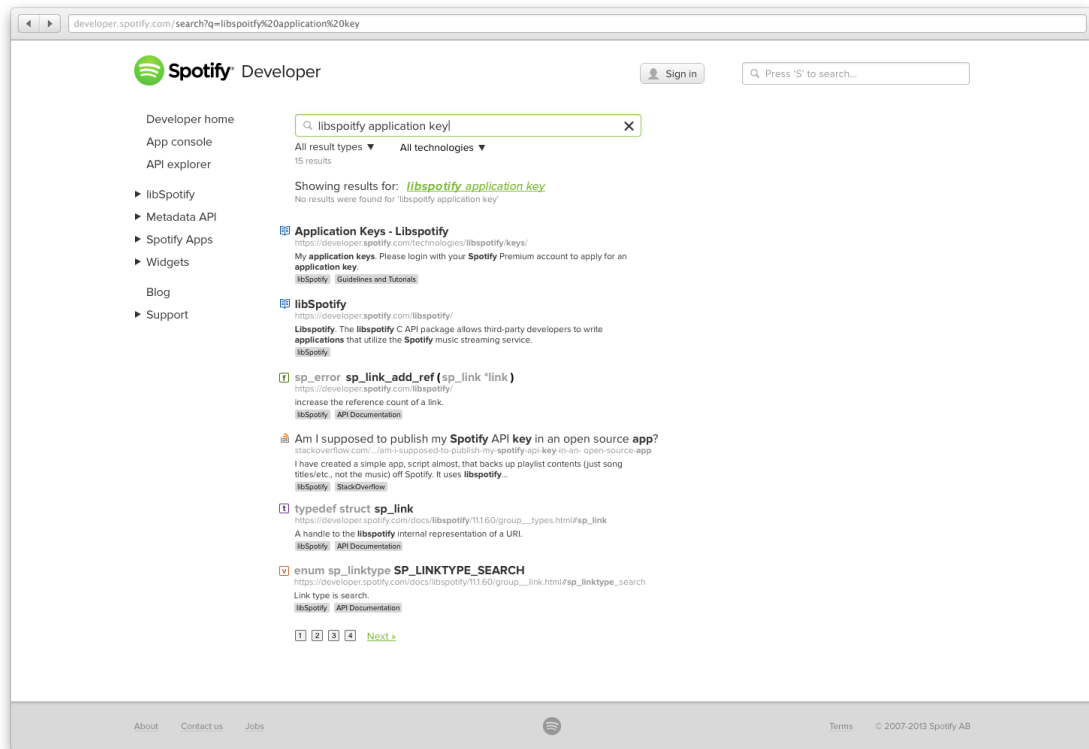 developer.spotify.com/search?q=libspoitfy%20application%20key
Spotify Developer
Sign in
Press 'S' to search...
Developer home
App console
API explorer
libSpotify
Metadata API
Spotify Apps
Widgets
Blog
Support
libspoitfy application key
All result types ▼ All technologies ▼
15 results
Showing results for: libspotify application key
No results were found for 'libspoitfy application key'
Application Keys - Libspotify
https://developer.spotify.com/technologies/libspotify/keys/
My application keys. Please login with your Spotify Premium account to apply for an
application key.
libSpotify Guidelines and Tutorials
libSpotify
https://developer.spotify.com/libspotify/
Libspotify. The libspotify C API package allows third-party developers to write
applications that utilize the Spotify music streaming service.
libSpotify
f sp_error sp_link_add_ref ( sp_link *link )
https://developer.spotify.com/libspotify/
increase the reference count of a link.
libSpotify API Documentation
Am I supposed to publish my Spotify API key in an open source app?
stackoverflow.com/.../am-i-supposed-to-publish-my-spotify-api-key-in-an- open-source-app
I have created a simple app, script almost, that backs up playlist contents (just song
titles/etc., not the music) off Spotify. It uses libspotify...
libSpotify StackOverflow
t typedef struct sp_link
https://developer.spotify.com/docs/libspotify/11.1.60/group__types.html#sp_link
A handle to the libspotify internal representation of a URI.
libSpotify API Documentation
v enum sp_linktype SP_LINKTYPE_SEARCH
https://developer.spotify.com/docs/libspotify/11.1.60/group__link.html#sp_linktype_search
Link type is search.
libSpotify API Documentation
1 2 3 4 Next »
About Contact us Jobs
Terms © 2007-2013 Spotify AB